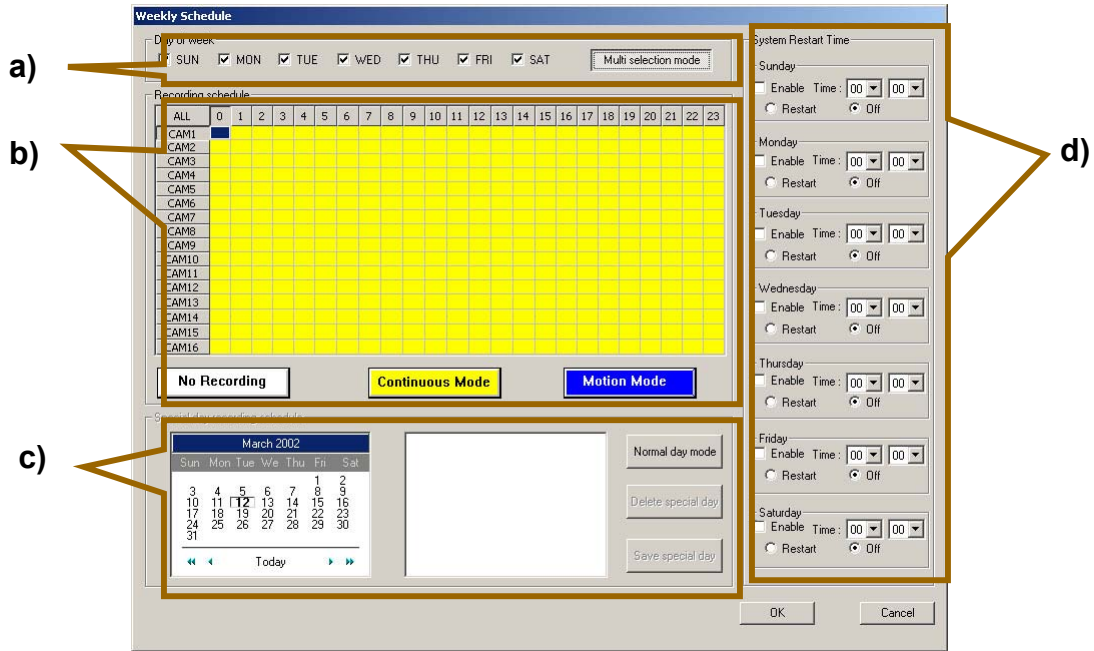 Weekly Schedule
a)
Day of week
SUN MON TUE WED THU FRI SAT Multi selection mode
b)
Recording schedule
ALL 0 1 2 3 4 5 6 7 8 9 10 11 12 13 14 15 16 17 18 19 20 21 22 23
CAM1
CAM2
CAM3
CAM4
CAM5
CAM6
CAM7
CAM8
CAM9
CAM10
CAM11
CAM12
CAM13
CAM14
CAM15
CAM16
No Recording Continuous Mode Motion Mode
c)
Special day recording schedule
March 2002
Sun Mon Tue We Thu Fri Sat
1 2
3 4 5 6 7 8 9
10 11 12 13 14 15 16
17 18 19 20 21 22 23
24 25 26 27 28 29 30
31
Today
Normal day mode
Delete special day
Save special day
d)
System Restart Time
Sunday
Enable Time : 00 00
Restart Off
Monday
Enable Time : 00 00
Restart Off
Tuesday
Enable Time : 00 00
Restart Off
Wednesday
Enable Time : 00 00
Restart Off
Thursday
Enable Time : 00 00
Restart Off
Friday
Enable Time : 00 00
Restart Off
Saturday
Enable Time : 00 00
Restart Off
OK Cancel